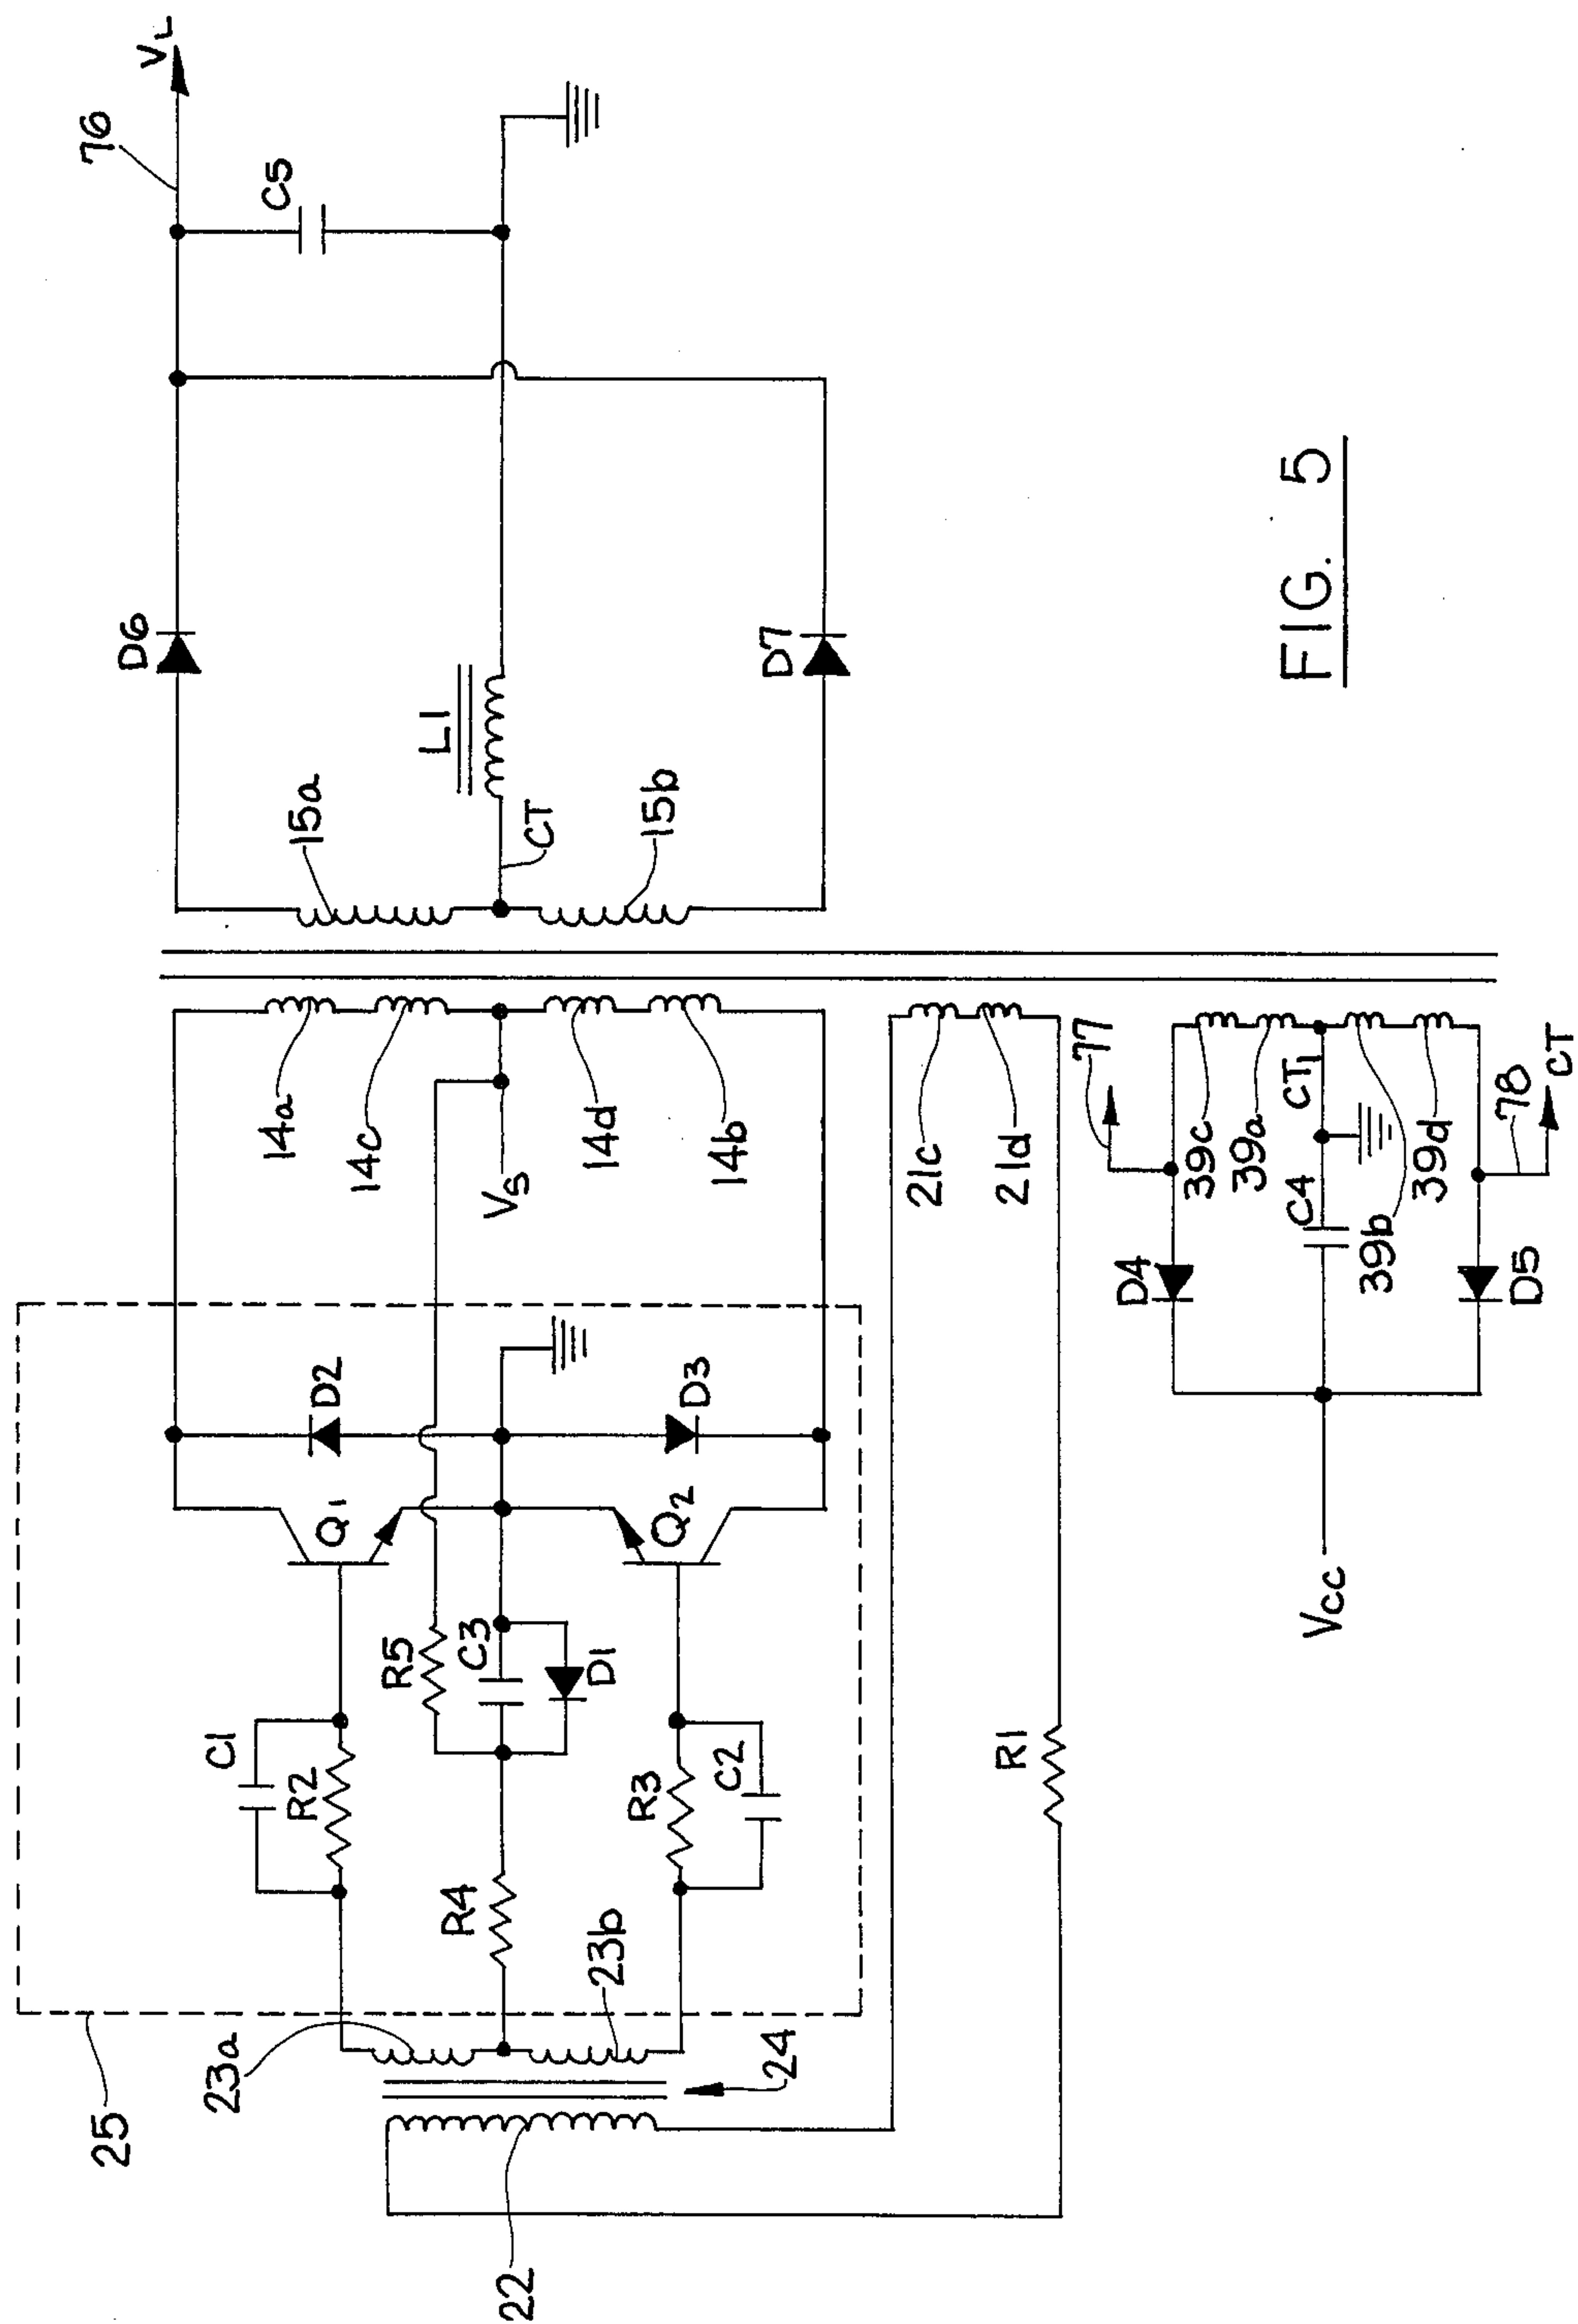 25
23a
22
24
23b
C1
R2
R4
R3
C2
R5
C3
D1
Q1
Q2
D2
D3
R1
14a
14c
VS
14d
14b
21c
21d
15a
CT
15b
L1
D6
D7
C5
76
VL
Vcc
D4
C4
D5
39c
39a
39b
39d
CT1
77
78
CT
FIG. 5